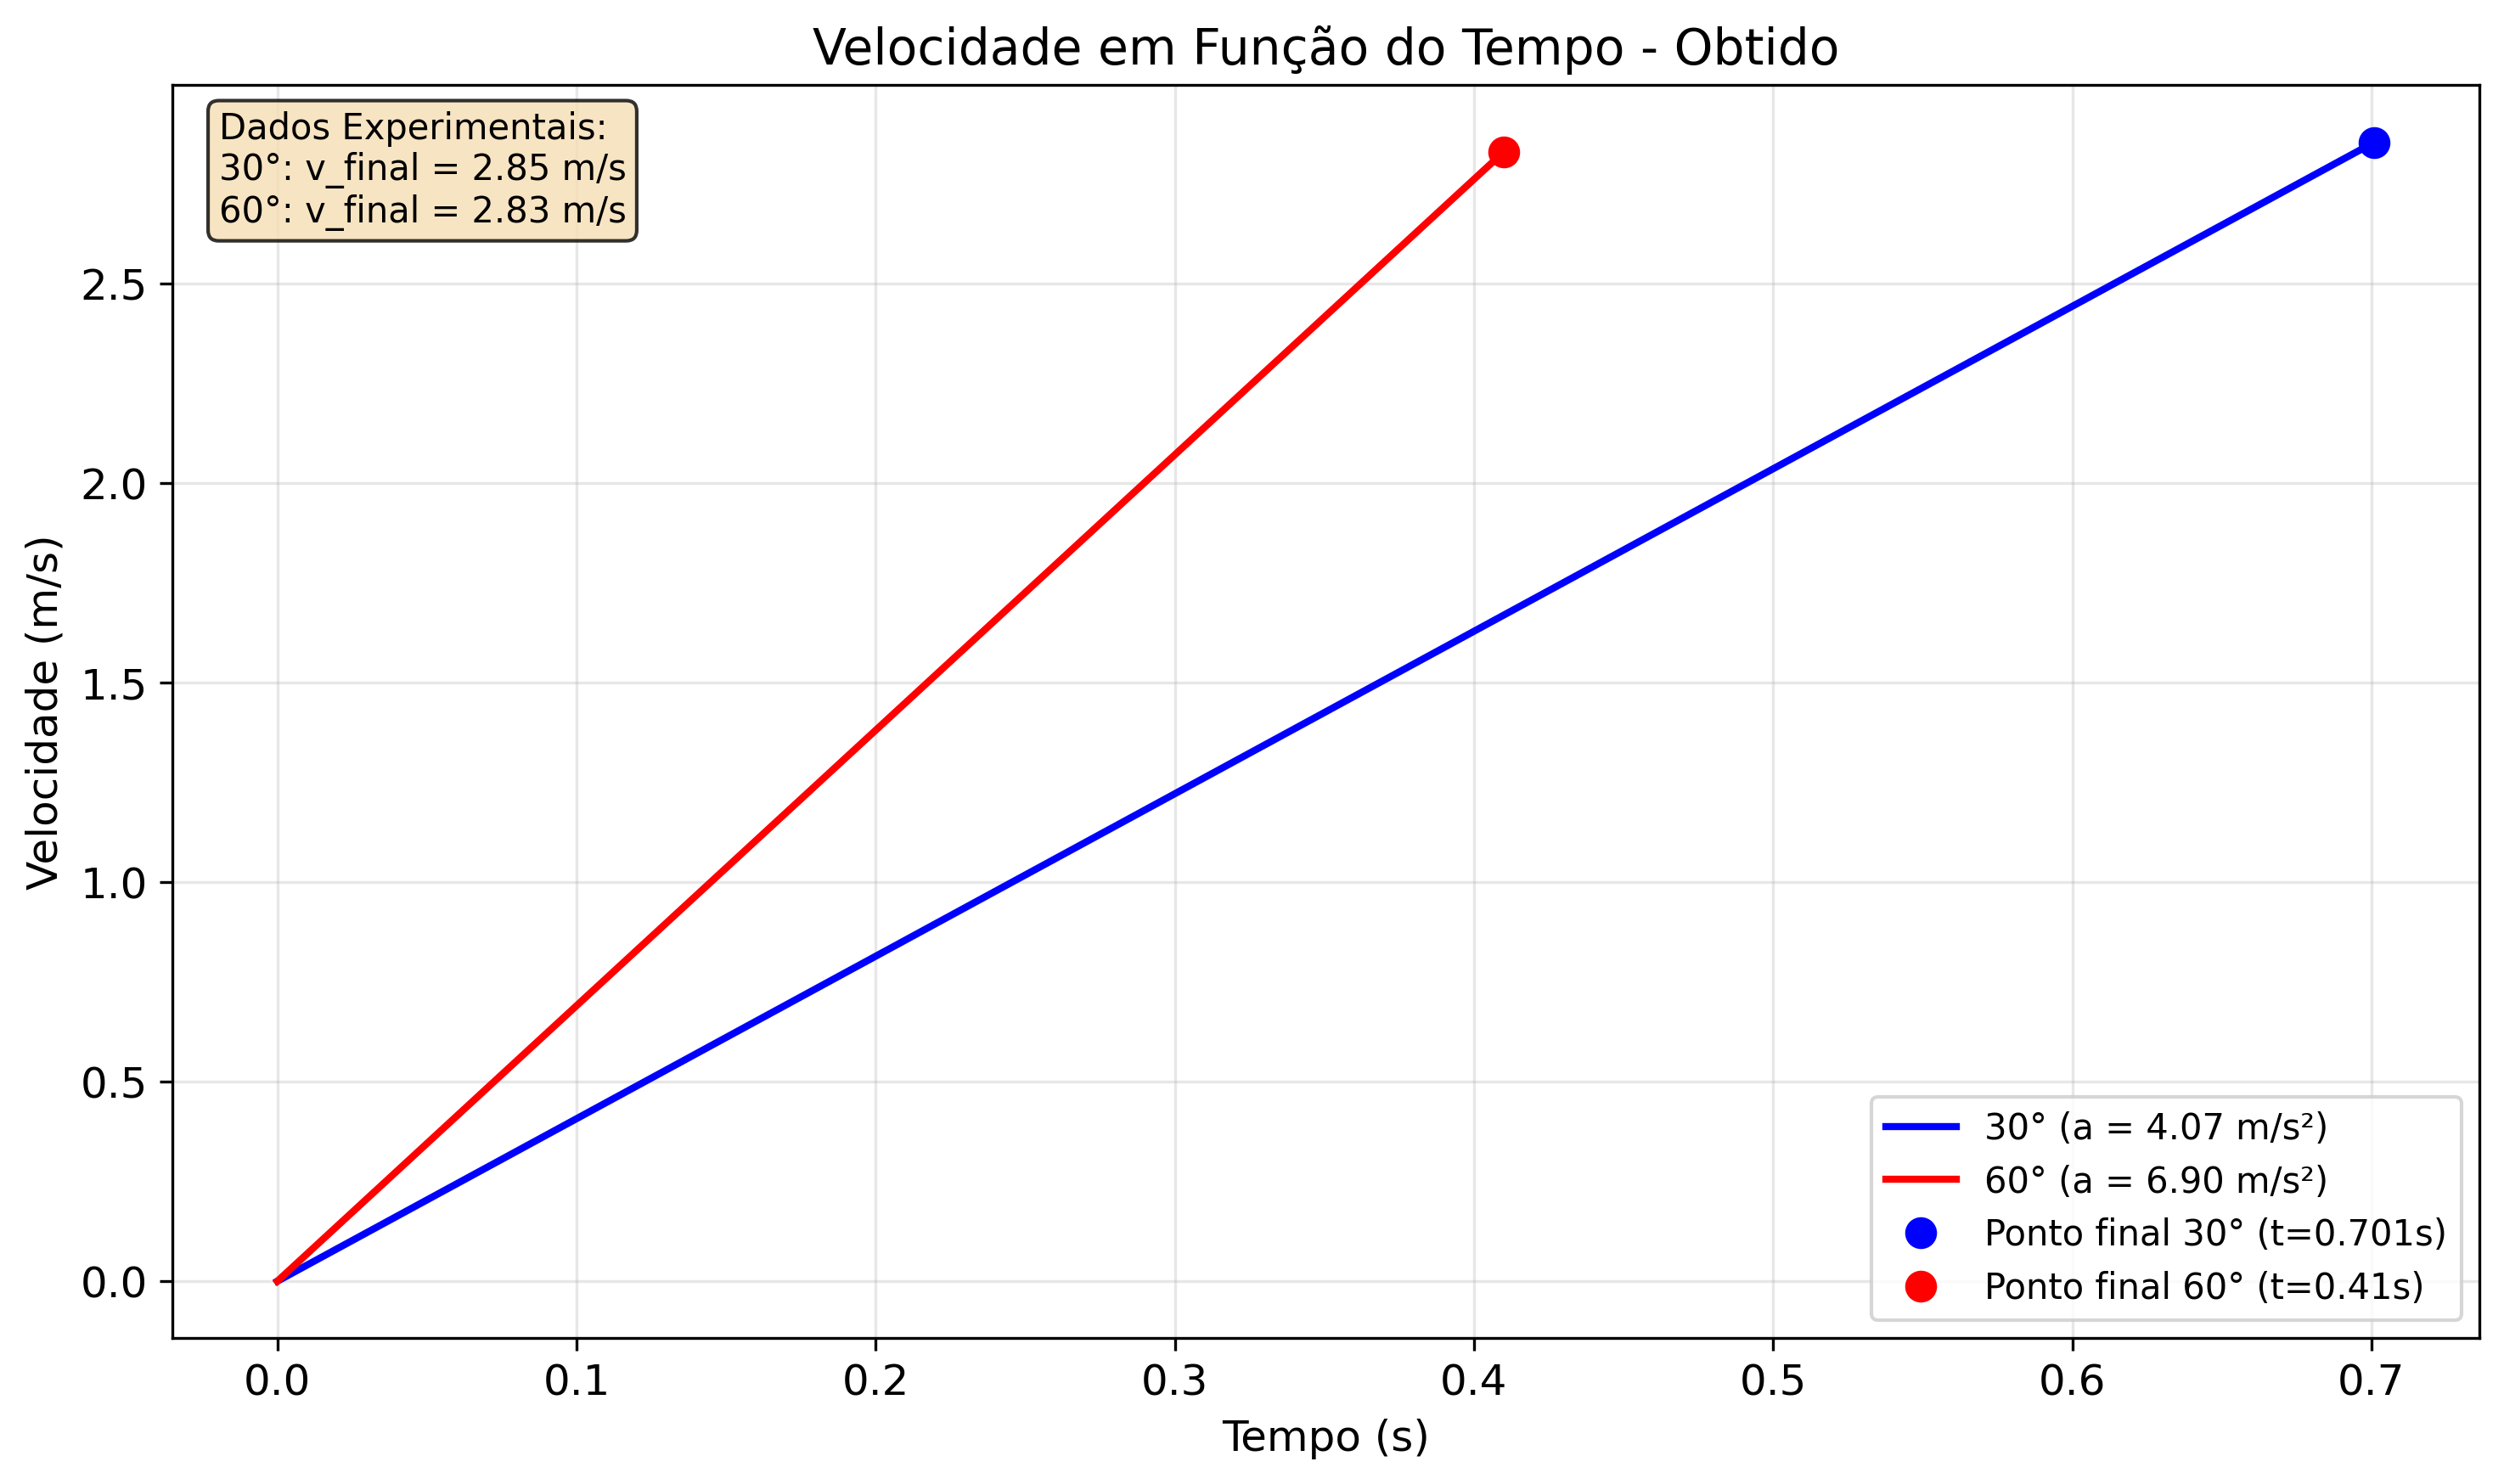 Velocidade em Função do Tempo - Obtido
Dados Experimentais:
30°: v_final = 2.85 m/s
60°: v_final = 2.83 m/s
Velocidade (m/s)
2.5
2.0
1.5
1.0
0.5
0.0
30° (a = 4.07 m/s²)
60° (a = 6.90 m/s²)
Ponto final 30° (t=0.701s)
Ponto final 60° (t=0.41s)
0.0 0.1 0.2 0.3 0.4 0.5 0.6 0.7
Tempo (s)